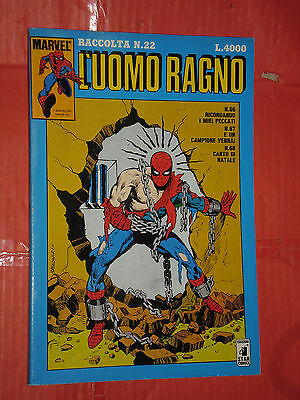 MARVEL
RACCOLTA N.22
L.4000
L'UOMO RAGNO
N.66
RICORDANDO
I MIEI PECCATI
N.67
E UN
CAMPIONE VERRÀ!
N.68
CANTO DI
NATALE
STAR
COMICS